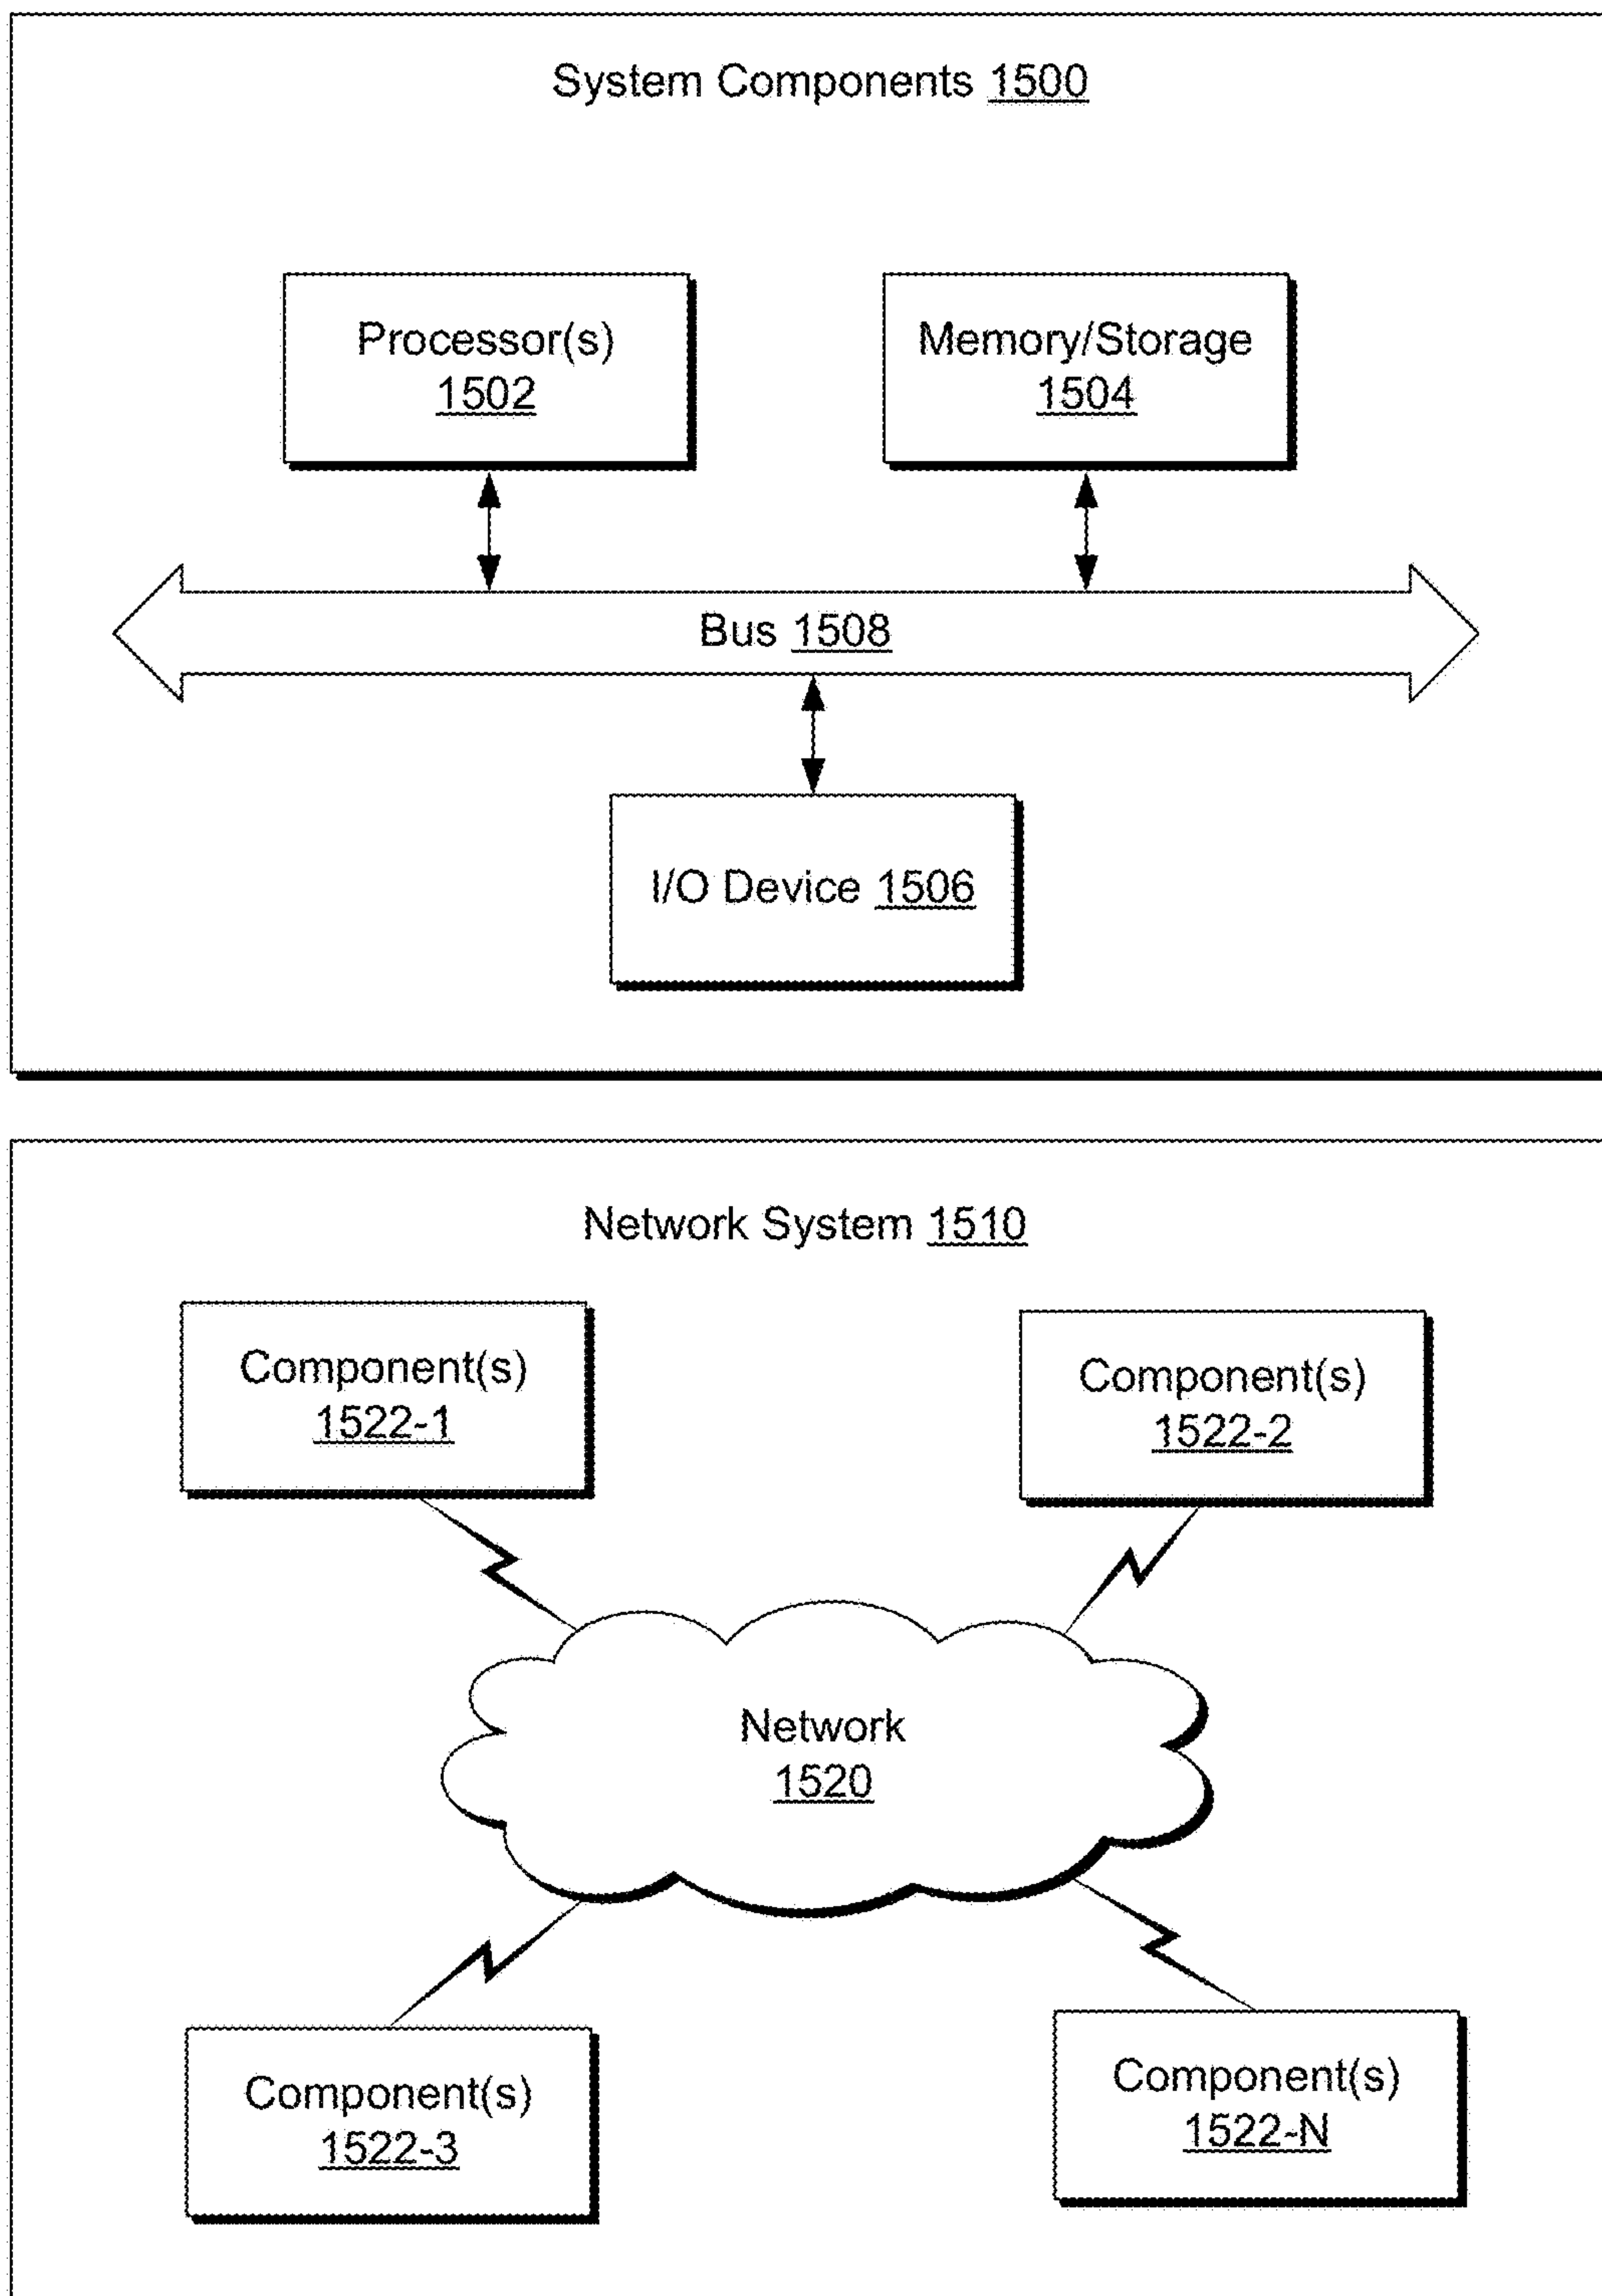 System Components 1500
Processor(s)
1502
Memory/Storage
1504
Bus 1508
I/O Device 1506
Network System 1510
Component(s)
1522-1
Component(s)
1522-2
Network
1520
Component(s)
1522-3
Component(s)
1522-N